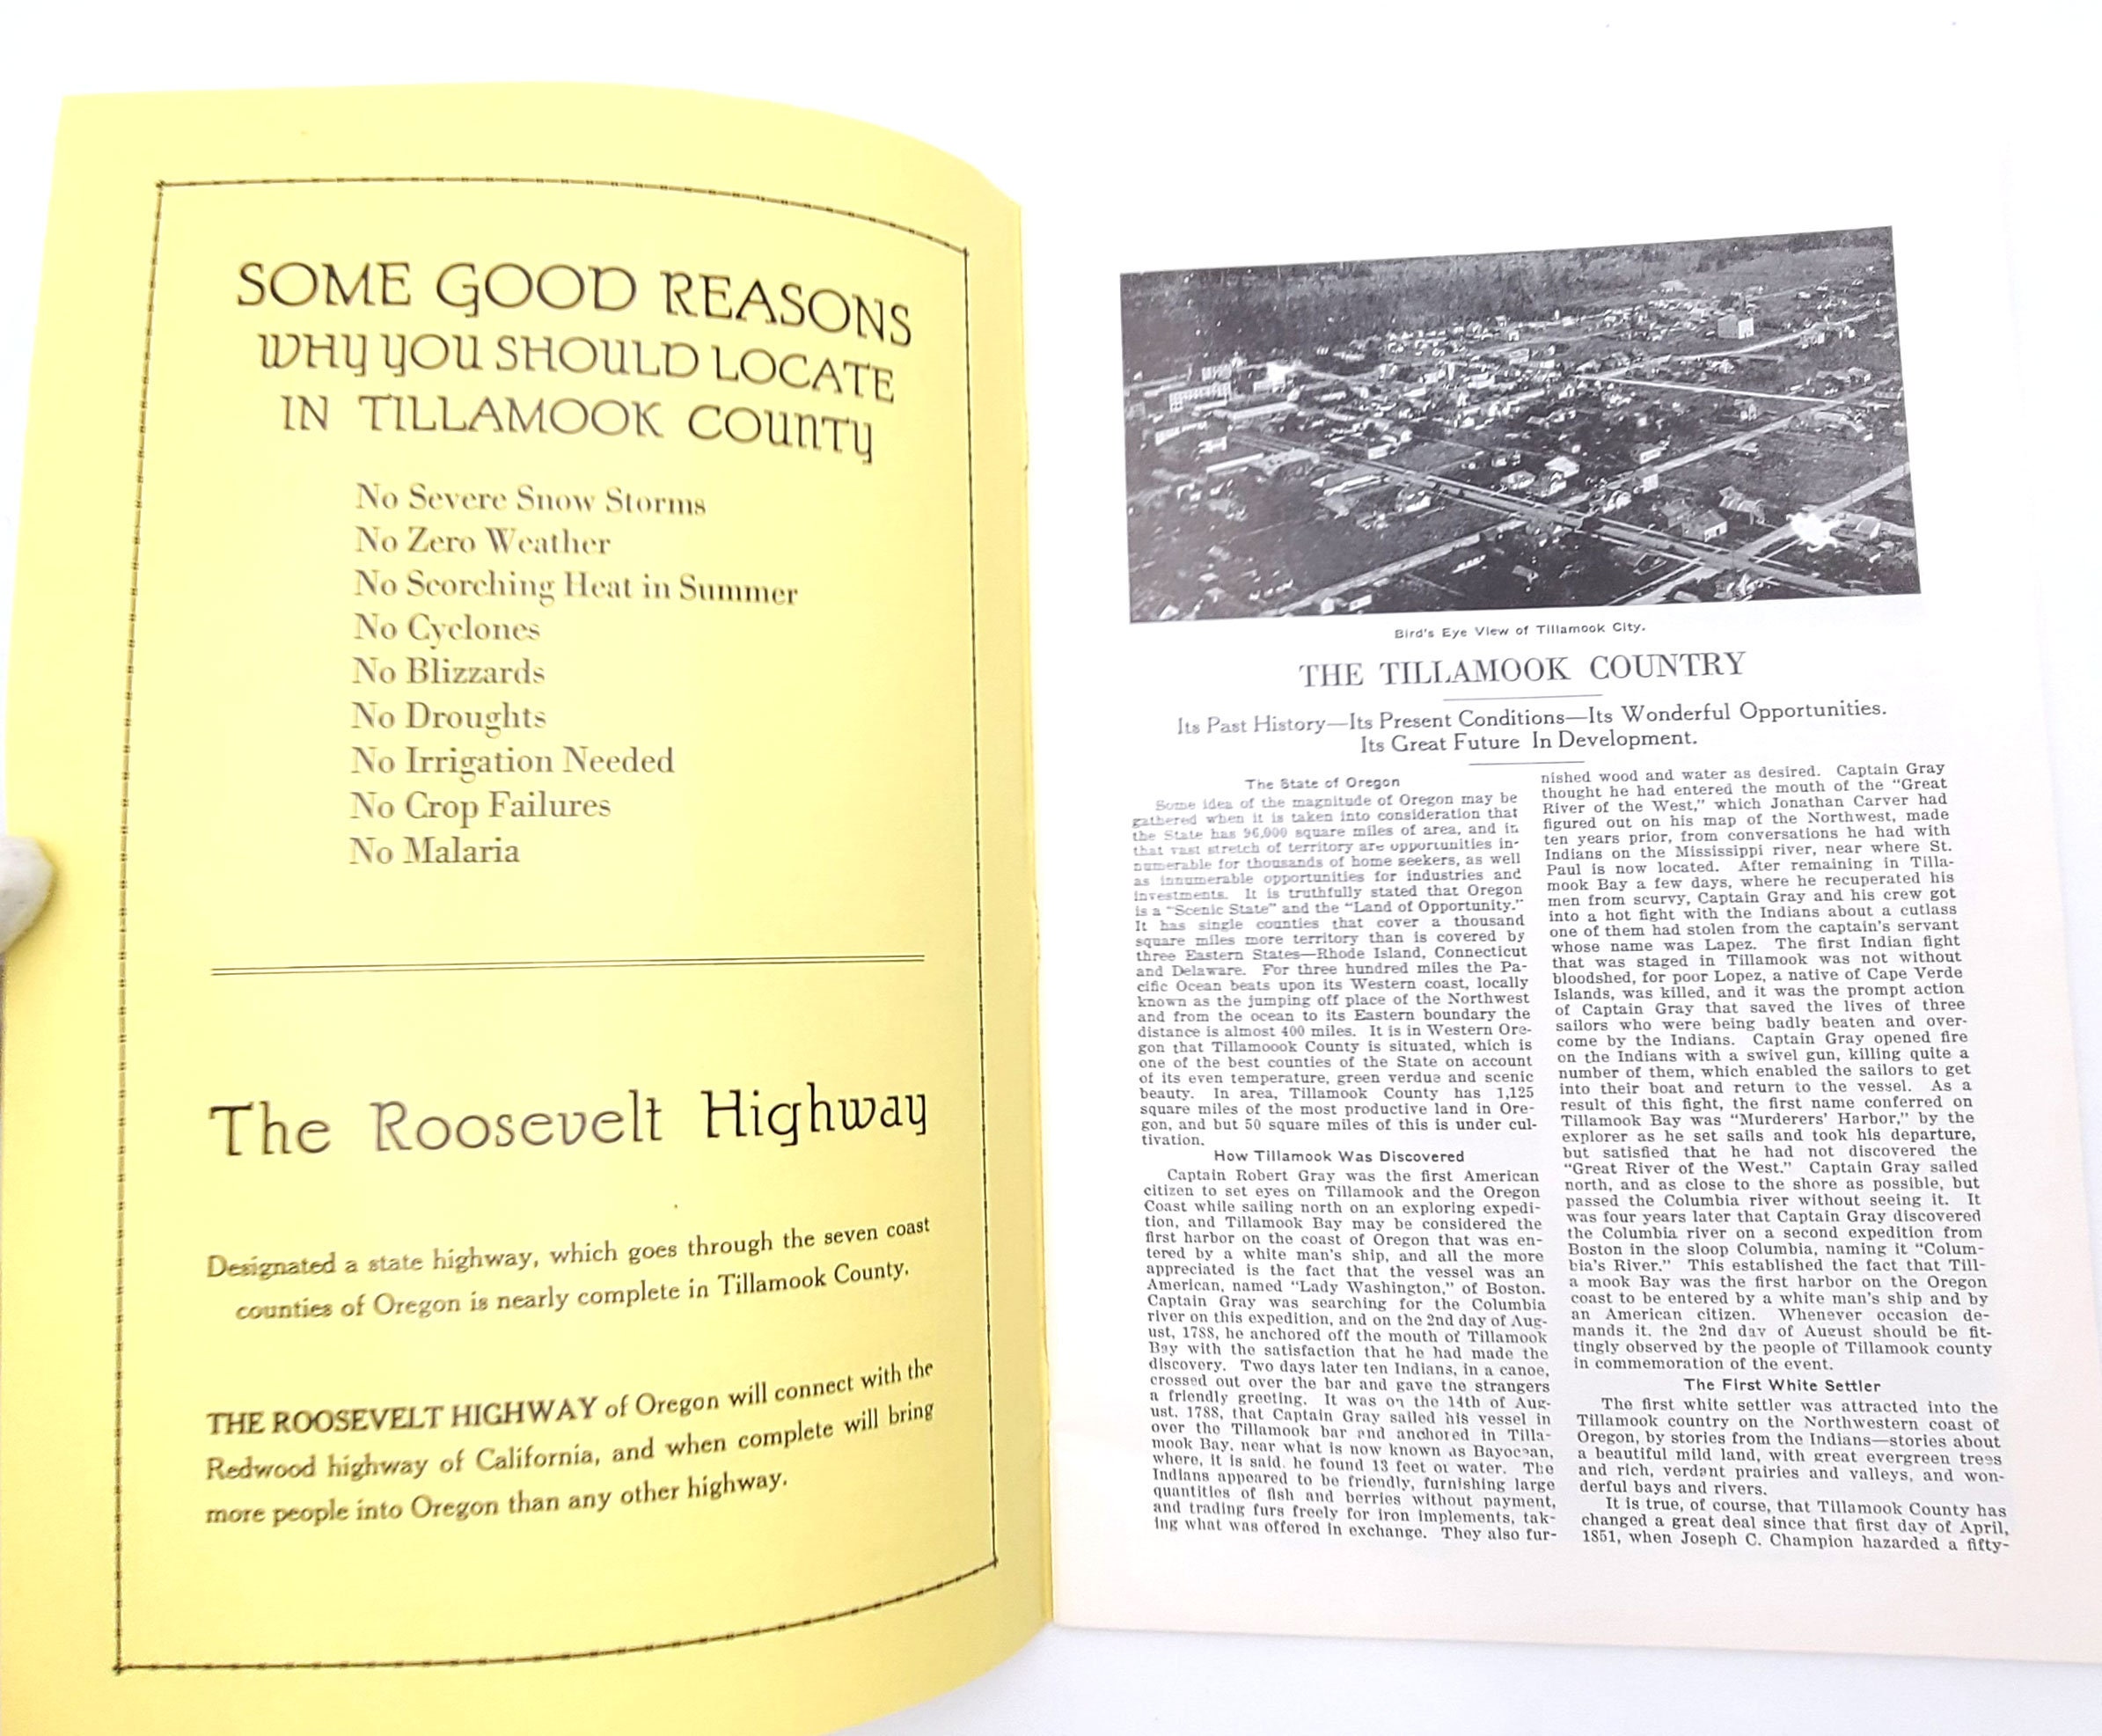 SOME GOOD REASONS
WHY YOU SHOULD LOCATE
IN TILLAMOOK COUNTY
No Severe Snow Storms
No Zero Weather
No Scorching Heat in Summer
No Cyclones
No Blizzards
No Droughts
No Irrigation Needed
No Crop Failures
No Malaria
The Roosevelt Highway
Designated a state highway, which goes through the seven coast
counties of Oregon is nearly complete in Tillamook County.
THE ROOSEVELT HIGHWAY of Oregon will connect with the
Redwood highway of California, and when complete will bring
more people into Oregon than any other highway.
Bird's Eye View of Tillamook City.
THE TILLAMOOK COUNTRY
Its Past History—Its Present Conditions—Its Wonderful Opportunities.
Its Great Future In Development.
The State of Oregon
Some idea of the magnitude of Oregon may be
gathered when it is taken into consideration that
the State has 96,000 square miles of area, and in
that vast stretch of territory are opportunities in-
numerable for thousands of home seekers, as well
as innumerable opportunities for industries and
investments. It is truthfully stated that Oregon
is a "Scenic State" and the "Land of Opportunity."
It has single counties that cover a thousand
square miles more territory than is covered by
three Eastern States—Rhode Island, Connecticut
and Delaware. For three hundred miles the Pa-
cific Ocean beats upon its Western coast, locally
known as the jumping off place of the Northwest
and from the ocean to its Eastern boundary the
distance is almost 400 miles. It is in Western Ore-
gon that Tillamoook County is situated, which is
one of the best counties of the State on account
of its even temperature, green verdue and scenic
beauty. In area, Tillamook County has 1,125
square miles of the most productive land in Ore-
gon, and but 50 square miles of this is under cul-
tivation.
How Tillamook Was Discovered
Captain Robert Gray was the first American
citizen to set eyes on Tillamook and the Oregon
Coast while sailing north on an exploring expedi-
tion, and Tillamook Bay may be considered the
first harbor on the coast of Oregon that was en-
tered by a white man's ship, and all the more
appreciated is the fact that the vessel was an
American, named "Lady Washington," of Boston.
Captain Gray was searching for the Columbia
river on this expedition, and on the 2nd day of Aug-
ust, 1788, he anchored off the mouth of Tillamook
Bay with the satisfaction that he had made the
discovery. Two days later ten Indians, in a canoe,
crossed out over the bar and gave the strangers
a friendly greeting. It was on the 14th of Aug-
ust, 1788, that Captain Gray sailed his vessel in
over the Tillamook bar and anchored in Tilla-
mook Bay, near what is now known as Bayocean,
where, it is said, he found 13 feet of water. The
Indians appeared to be friendly, furnishing large
quantities of fish and berries without payment,
and trading furs freely for iron implements, tak-
ing what was offered in exchange. They also fur-
nished wood and water as desired. Captain Gray
thought he had entered the mouth of the "Great
River of the West," which Jonathan Carver had
figured out on his map of the Northwest, made
ten years prior, from conversations he had with
Indians on the Mississippi river, near where St.
Paul is now located. After remaining in Tilla-
mook Bay a few days, where he recuperated his
men from scurvy, Captain Gray and his crew got
into a hot fight with the Indians about a cutlass
one of them had stolen from the captain's servant
whose name was Lapez. The first Indian fight
that was staged in Tillamook was not without
bloodshed, for poor Lopez, a native of Cape Verde
Islands, was killed, and it was the prompt action
of Captain Gray that saved the lives of three
sailors who were being badly beaten and over-
come by the Indians. Captain Gray opened fire
on the Indians with a swivel gun, killing quite a
number of them, which enabled the sailors to get
into their boat and return to the vessel. As a
result of this fight, the first name conferred on
Tillamook Bay was "Murderers' Harbor," by the
explorer as he set sails and took his departure,
but satisfied that he had not discovered the
"Great River of the West." Captain Gray sailed
north, and as close to the shore as possible, but
passed the Columbia river without seeing it. It
was four years later that Captain Gray discovered
the Columbia river on a second expedition from
Boston in the sloop Columbia, naming it "Colum-
bia's River." This established the fact that Till-
a mook Bay was the first harbor on the Oregon
coast to be entered by a white man's ship and by
an American citizen. Whenever occasion de-
mands it, the 2nd day of August should be fit-
tingly observed by the people of Tillamook county
in commemoration of the event.
The First White Settler
The first white settler was attracted into the
Tillamook country on the Northwestern coast of
Oregon, by stories from the Indians—stories about
a beautiful mild land, with great evergreen trees
and rich, verdant prairies and valleys, and won-
derful bays and rivers.
It is true, of course, that Tillamook County has
changed a great deal since that first day of April,
1851, when Joseph C. Champion hazarded a fifty-